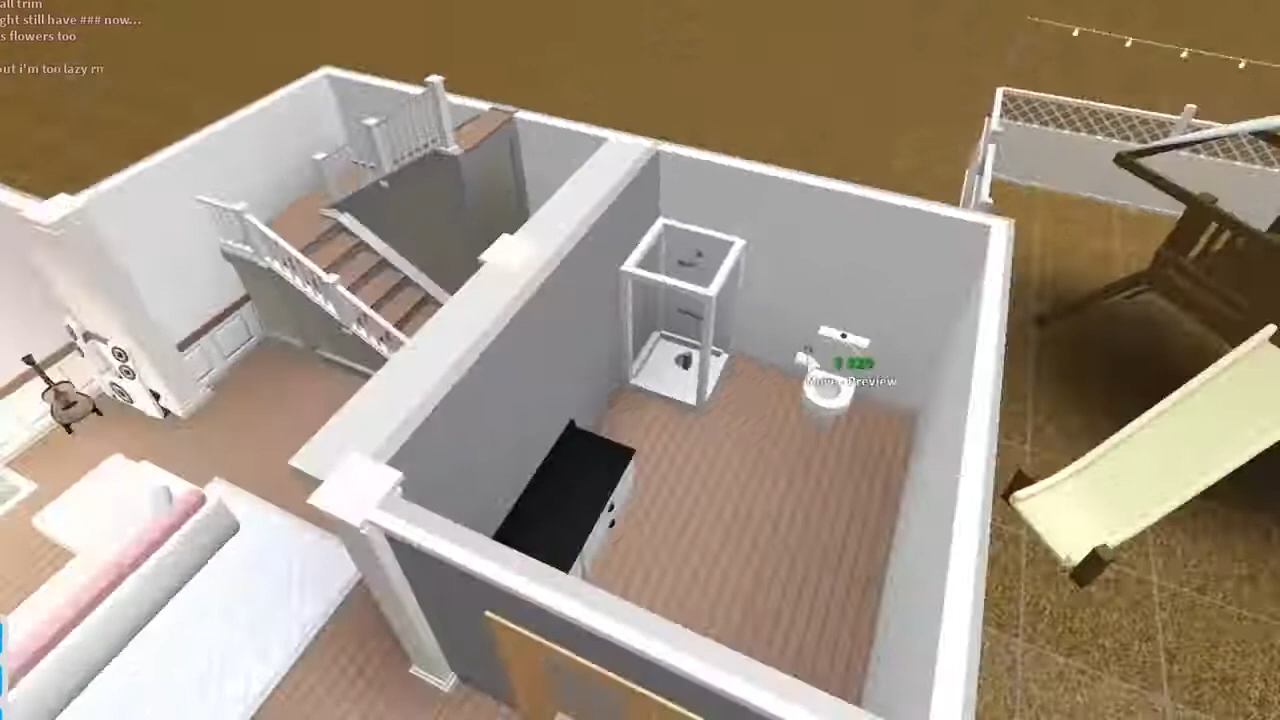 all trim
ght still have ### now...
s flowers too
out i'm too lazy rn
Preview